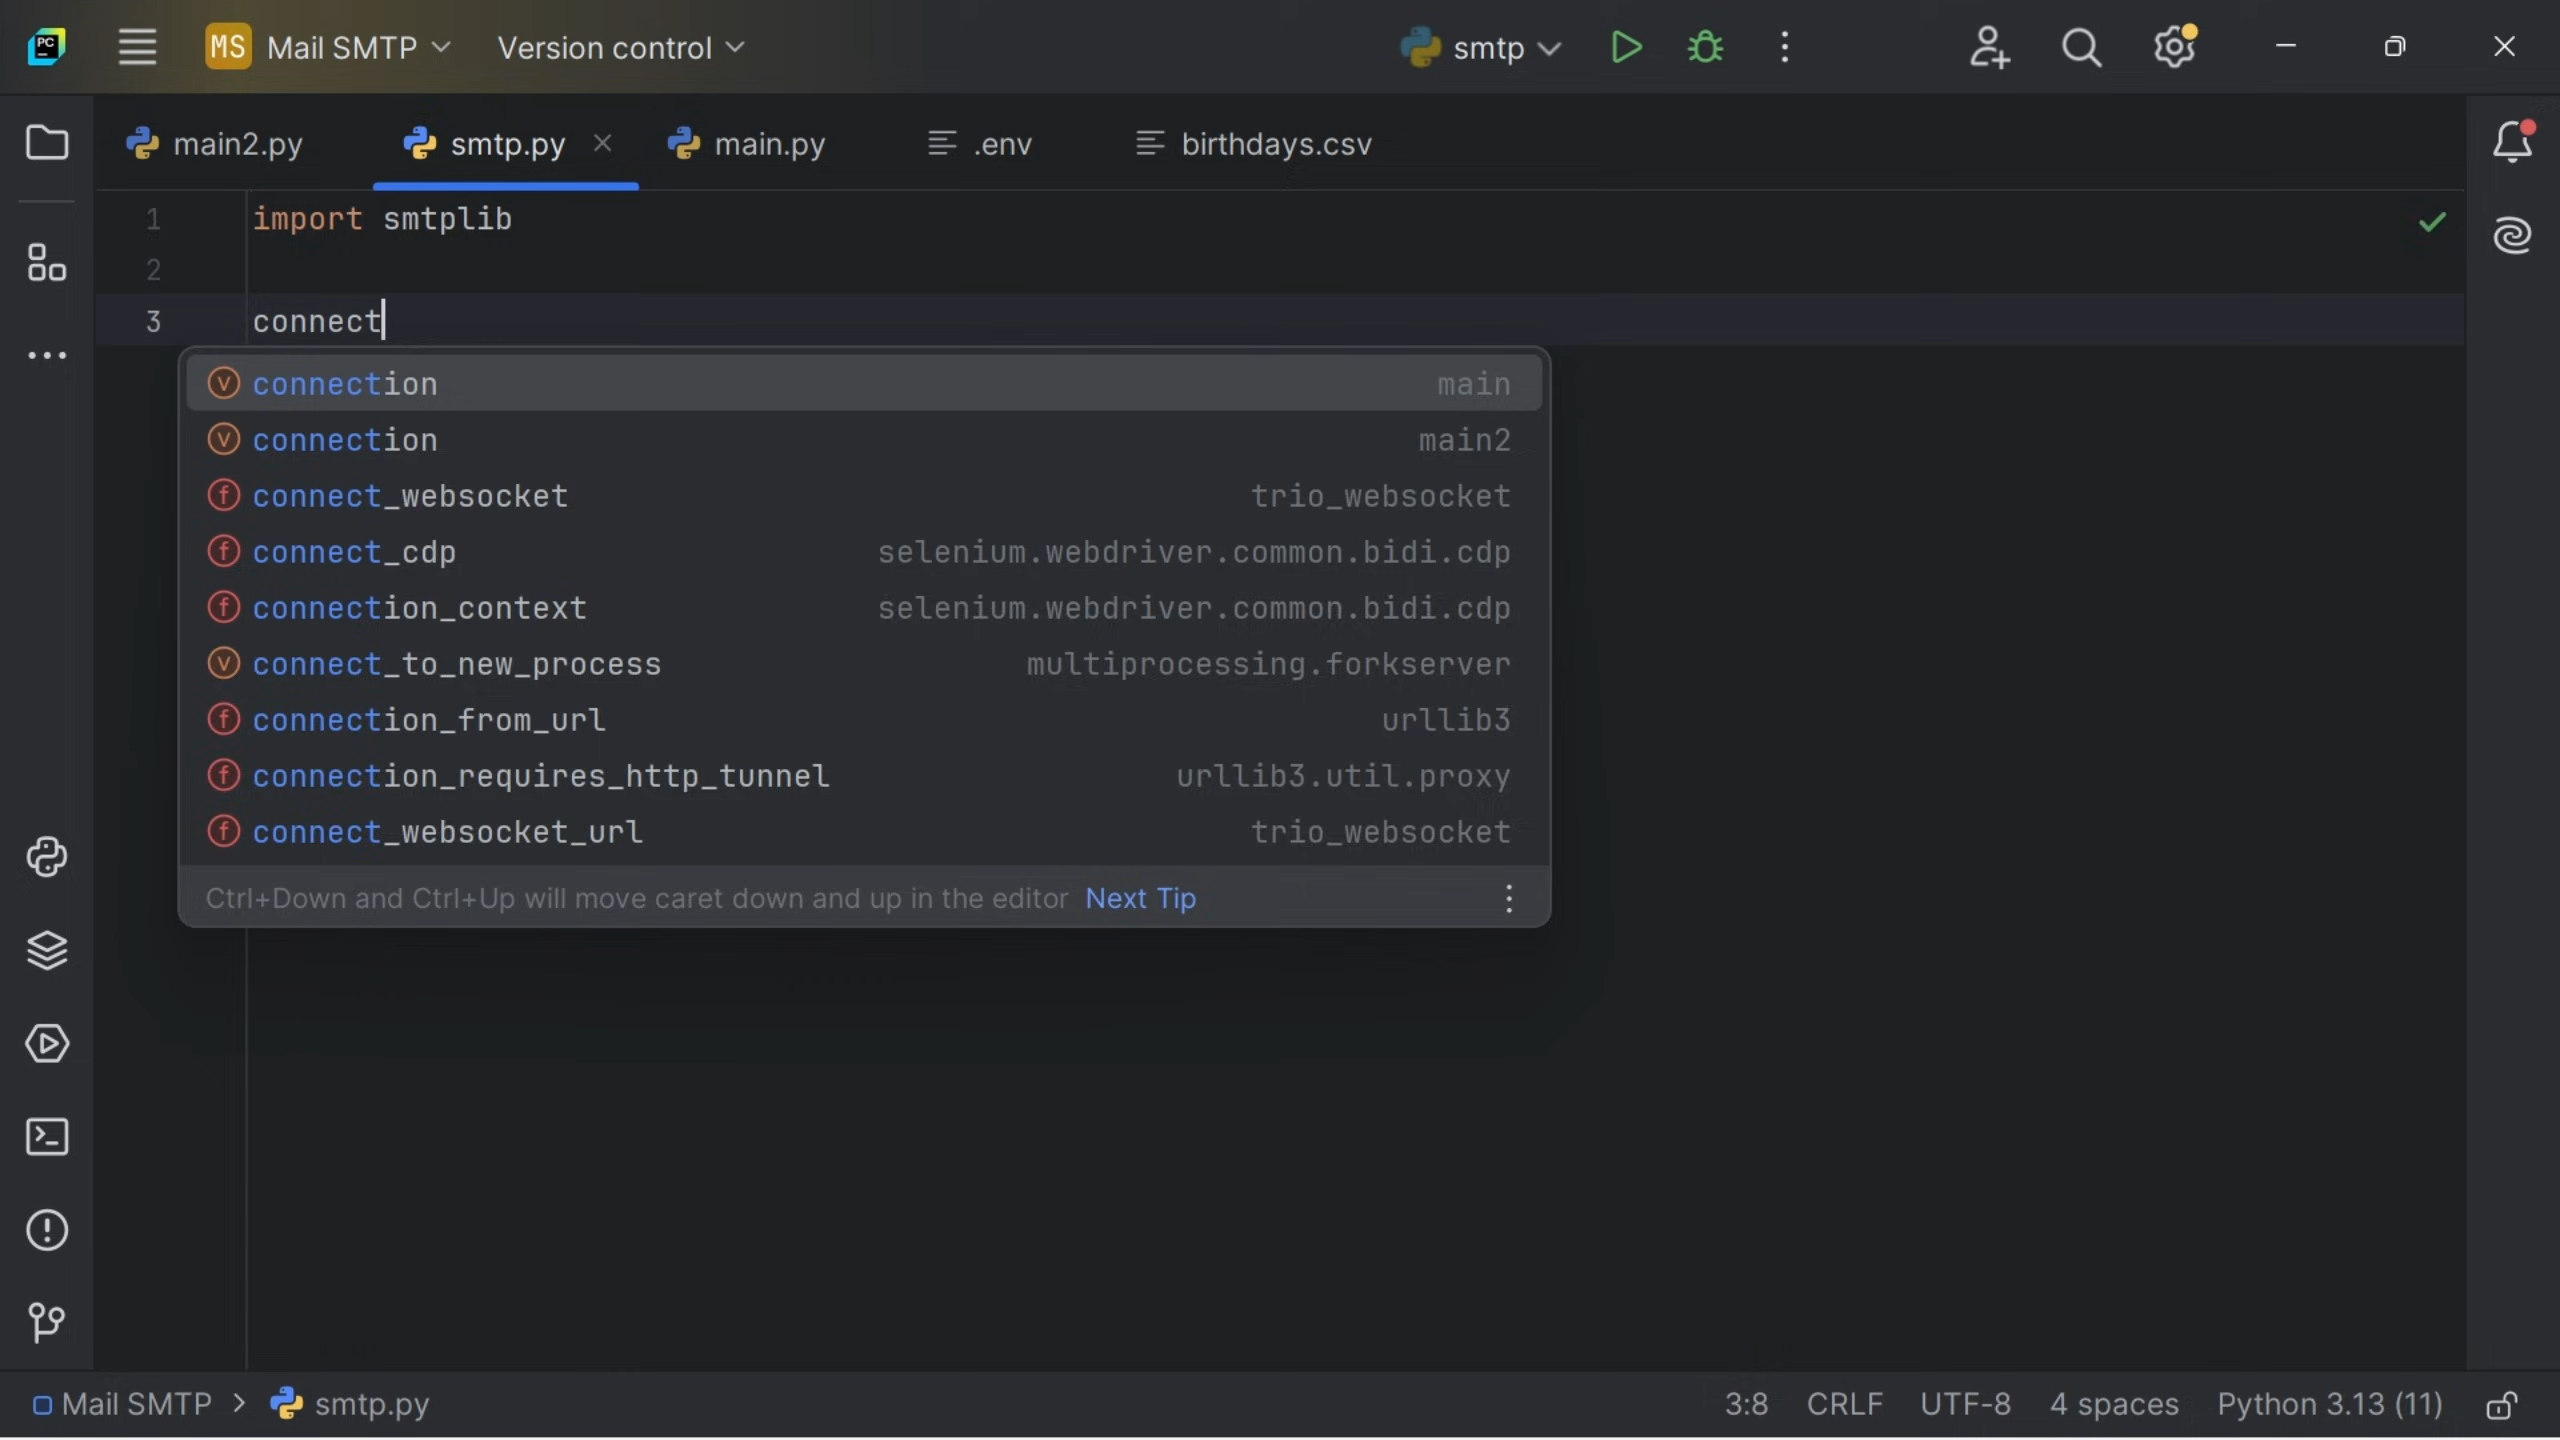 PC MS Mail SMTP Version control smtp
main2.py smtp.py main.py .env birthdays.csv
1 import smtplib
2
3 connect
connection main
connection main2
connect_websocket trio_websocket
connect_cdp selenium.webdriver.common.bidi.cdp
connection_context selenium.webdriver.common.bidi.cdp
connect_to_new_process multiprocessing.forkserver
connection_from_url urllib3
connection_requires_http_tunnel urllib3.util.proxy
connect_websocket_url trio_websocket
Ctrl+Down and Ctrl+Up will move caret down and up in the editor Next Tip
Mail SMTP > smtp.py 3:8 CRLF UTF-8 4 spaces Python 3.13 (11)